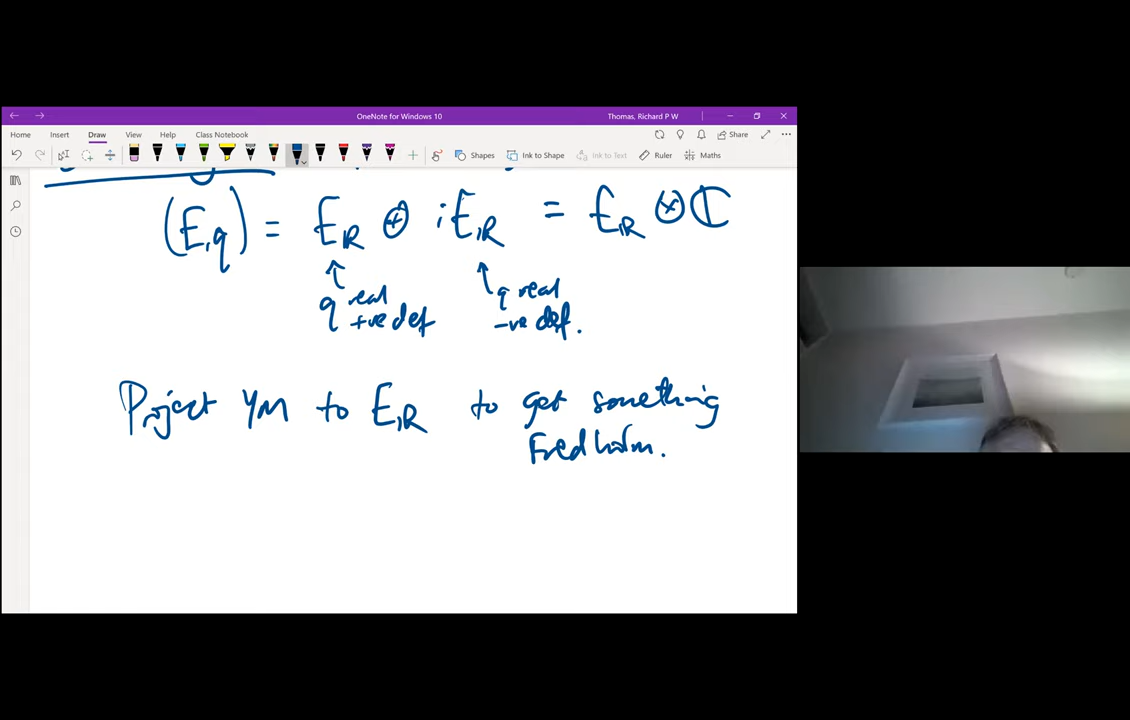 OneNote for Windows 10
Thomas, Richard P W
Home Insert Draw View Help Class Notebook
Share
Shapes Ink to Shape Ink to Text Ruler Maths
(E,q) = E_ℝ ⊕ iE_ℝ = E_ℝ ⊗ ℂ
q real q real
+ve def -ve def.
Project YM to E_ℝ to get something
Fredholm.